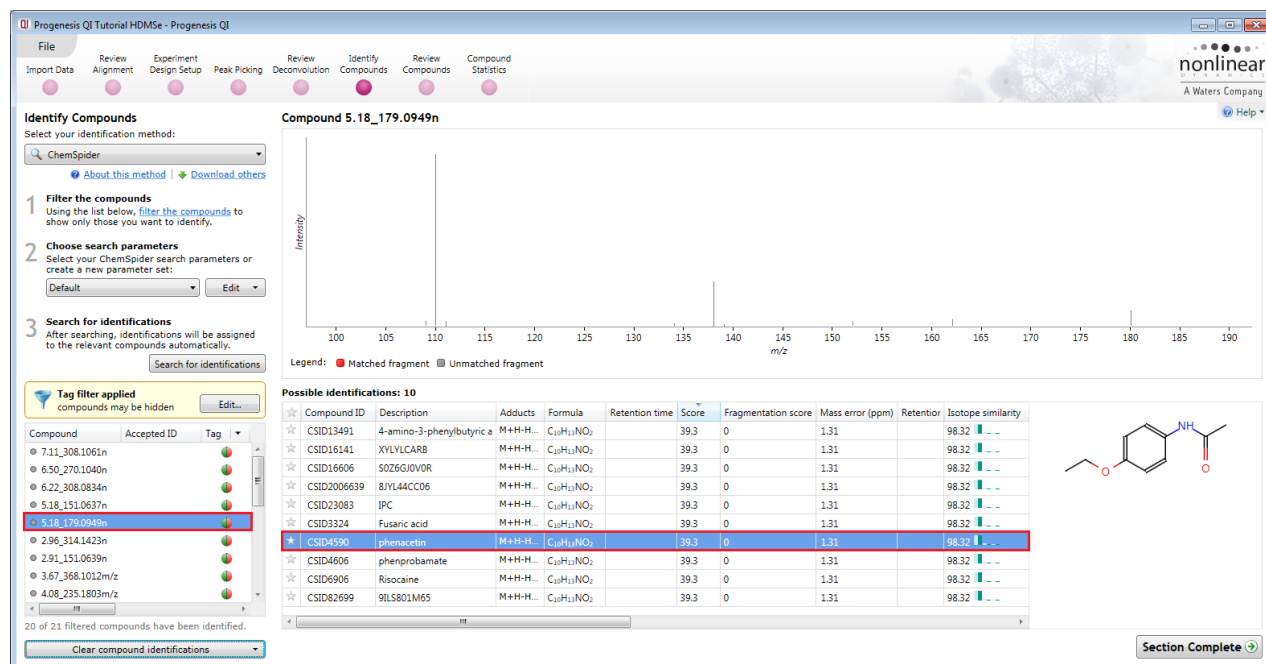 Progenesis QI Tutorial HDMSe - Progenesis QI
File
Import Data
Review Alignment
Experiment Design Setup
Peak Picking
Review Deconvolution
Identify Compounds
Review Compounds
Compound Statistics
nonlinear
DYNAMICS
A Waters Company
Help
Identify Compounds
Select your identification method:
ChemSpider
About this method | Download others
1 Filter the compounds
Using the list below, filter the compounds to
show only those you want to identify.
2 Choose search parameters
Select your ChemSpider search parameters or
create a new parameter set:
Default Edit
3 Search for identifications
After searching, identifications will be assigned
to the relevant compounds automatically.
Search for identifications
Tag filter applied
compounds may be hidden
Edit...
Compound Accepted ID Tag
7.11_308.1061n
6.50_270.1040n
6.22_308.0834n
5.18_151.0637n
5.18_179.0949n
2.96_314.1423n
2.91_151.0639n
3.67_368.1012m/z
4.08_235.1803m/z
20 of 21 filtered compounds have been identified.
Clear compound identifications
Compound 5.18_179.0949n
Intensity
100 105 110 115 120 125 130 135 140 145 150 155 160 165 170 175 180 185 190
m/z
Legend: Matched fragment Unmatched fragment
Possible identifications: 10
Compound ID Description Adducts Formula Retention time Score Fragmentation score Mass error (ppm) Retentior Isotope similarity
CSID13491 4-amino-3-phenylbutyric a M+H-H... C₁₀H₁₃NO₂ 39.3 0 1.31 98.32
CSID16141 XYLYLCARB M+H-H... C₁₀H₁₃NO₂ 39.3 0 1.31 98.32
CSID16606 S0Z6GJ0V0R M+H-H... C₁₀H₁₃NO₂ 39.3 0 1.31 98.32
CSID2006639 8JYL44CC06 M+H-H... C₁₀H₁₃NO₂ 39.3 0 1.31 98.32
CSID23083 IPC M+H-H... C₁₀H₁₃NO₂ 39.3 0 1.31 98.32
CSID3324 Fusaric acid M+H-H... C₁₀H₁₃NO₂ 39.3 0 1.31 98.32
CSID4590 phenacetin M+H-H... C₁₀H₁₃NO₂ 39.3 0 1.31 98.32
CSID4606 phenprobamate M+H-H... C₁₀H₁₃NO₂ 39.3 0 1.31 98.32
CSID6906 Risocaine M+H-H... C₁₀H₁₃NO₂ 39.3 0 1.31 98.32
CSID82699 9ILS801M65 M+H-H... C₁₀H₁₃NO₂ 39.3 0 1.31 98.32
NH
O
O
Section Complete